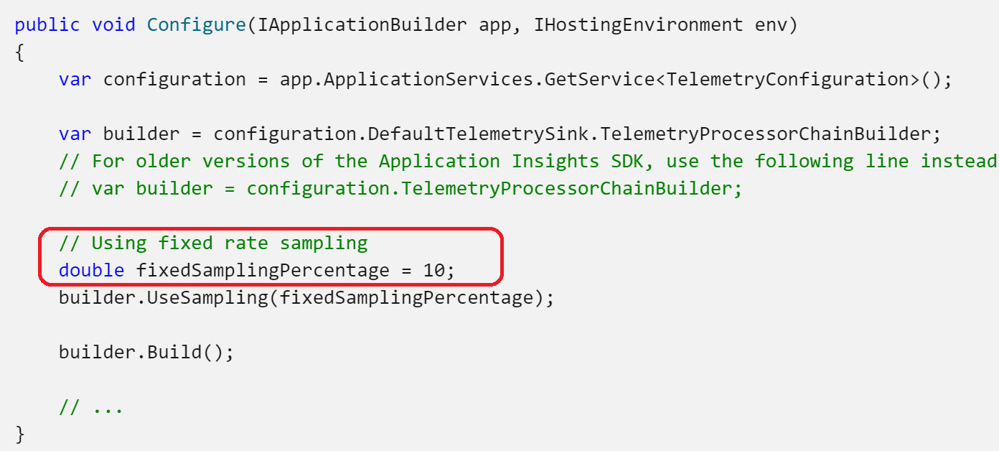 public void Configure(IApplicationBuilder app, IHostingEnvironment env)
{
    var configuration = app.ApplicationServices.GetService<TelemetryConfiguration>();
    var builder = configuration.DefaultTelemetrySink.TelemetryProcessorChainBuilder;
    // For older versions of the Application Insights SDK, use the following line instead
    // var builder = configuration.TelemetryProcessorChainBuilder;
    // Using fixed rate sampling
    double fixedSamplingPercentage = 10;
    builder.UseSampling(fixedSamplingPercentage);
    builder.Build();
    // ...
}